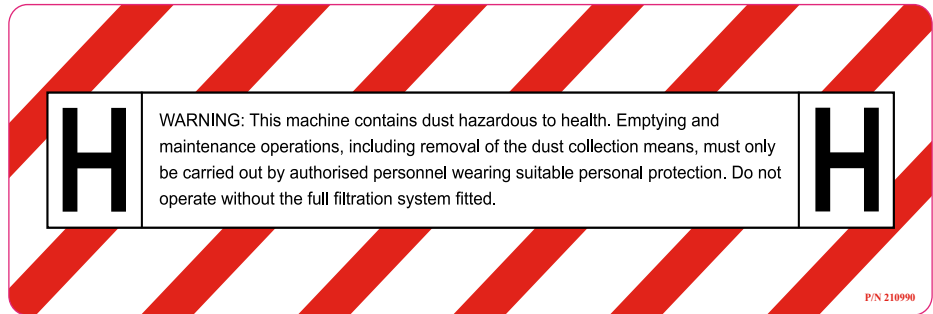 H
WARNING: This machine contains dust hazardous to health. Emptying and
maintenance operations, including removal of the dust collection means, must only
be carried out by authorised personnel wearing suitable personal protection. Do not
operate without the full filtration system fitted.
H
P/N 210990